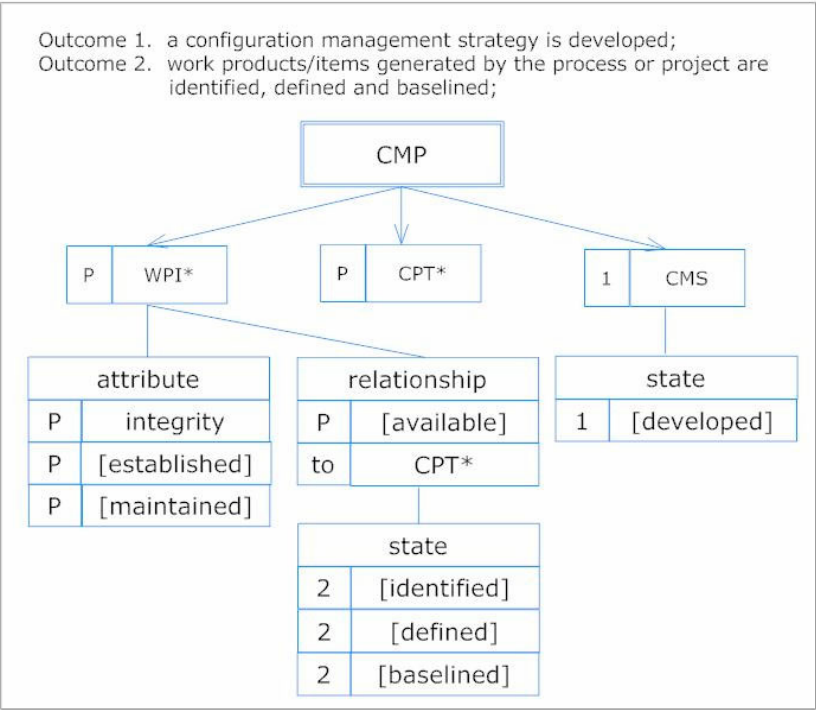 Outcome 1. a configuration management strategy is developed;
Outcome 2. work products/items generated by the process or project are
identified, defined and baselined;
CMP
P WPI*
P CPT*
1 CMS
attribute
P integrity
P [established]
P [maintained]
relationship
P [available]
to CPT*
state
2 [identified]
2 [defined]
2 [baselined]
state
1 [developed]